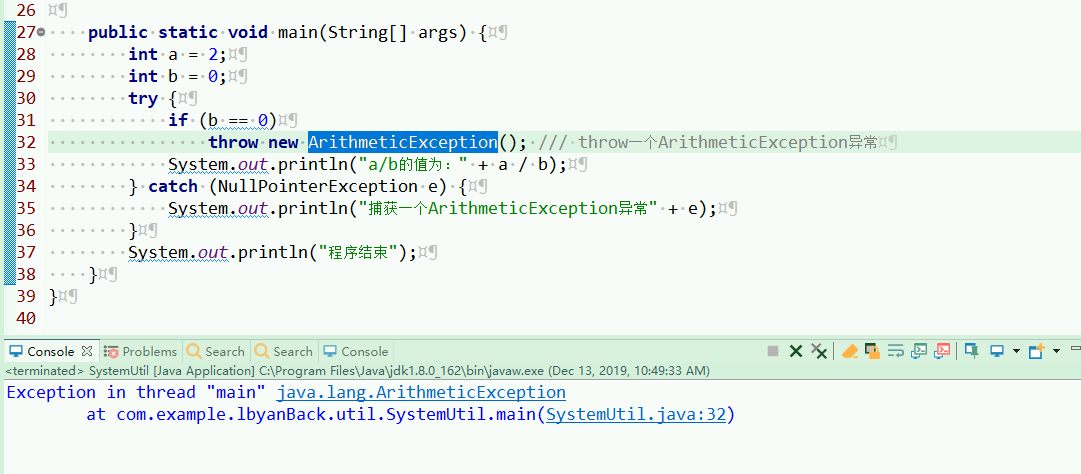 26
27 public static void main(String[] args) {
28 int a = 2;
29 int b = 0;
30 try {
31 if (b == 0)
32 throw new ArithmeticException(); /// throw一个ArithmeticException异常
33 System.out.println("a/b的值为：" + a / b);
34 } catch (NullPointerException e) {
35 System.out.println("捕获一个ArithmeticException异常" + e);
36 }
37 System.out.println("程序结束");
38 }
39 }
40
Console Problems Search Search Console
<terminated> SystemUtil [Java Application] C:\Program Files\Java\jdk1.8.0_162\bin\javaw.exe (Dec 13, 2019, 10:49:33 AM)
Exception in thread "main" java.lang.ArithmeticException
at com.example.lbyanBack.util.SystemUtil.main(SystemUtil.java:32)